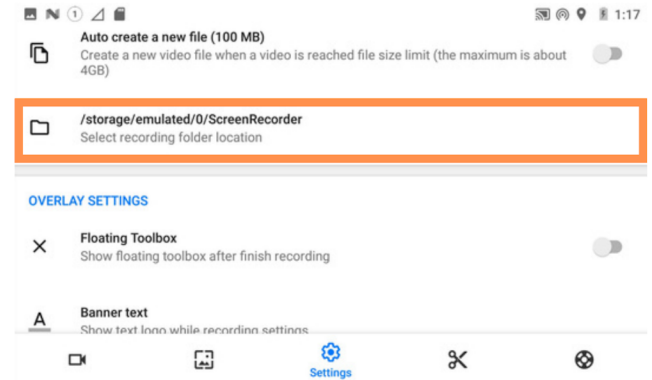 1:17
Auto create a new file (100 MB)
Create a new video file when a video is reached file size limit (the maximum is about
4GB)
/storage/emulated/0/ScreenRecorder
Select recording folder location
OVERLAY SETTINGS
Floating Toolbox
Show floating toolbox after finish recording
Banner text
Show text logo while recording settings
Settings